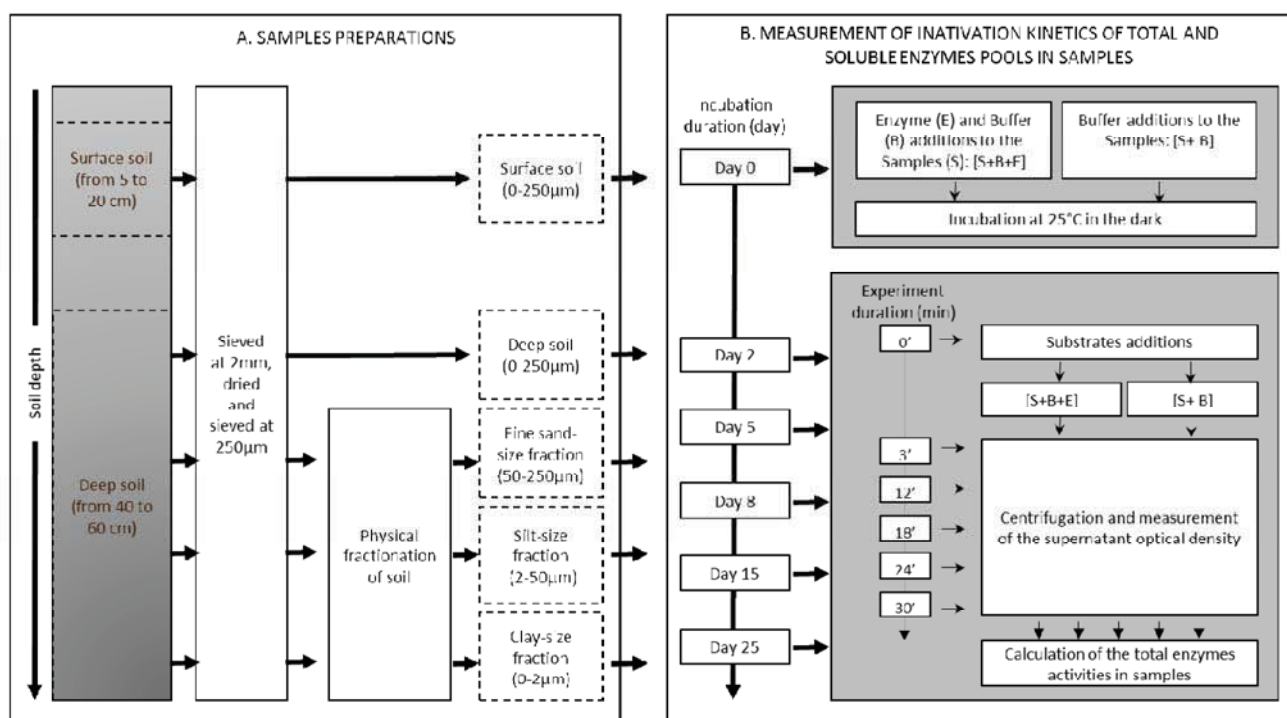 A. SAMPLES PREPARATIONS
Soil depth
Surface soil
(from 5 to
20 cm)
Deep soil
(from 40 to
60 cm)
Sieved
at 2mm,
dried
and
sieved at
250µm
Physical
fractionation
of soil
Surface soil
(0-250µm)
Deep soil
(0-250µm)
Fine sand-
size fraction
(50-250µm)
Silt-size
fraction
(2-50µm)
Clay-size
fraction
(0-2µm)
B. MEASUREMENT OF INATIVATION KINETICS OF TOTAL AND
SOLUBLE ENZYMES POOLS IN SAMPLES
ncubation
duration (day)
Day 0
Day 2
Day 5
Day 8
Day 15
Day 25
Enzyme (E) and Buffer
(B) additions to the
Samples (S): [S+B+E]
Buffer additions to the
Samples: [S+ B]
Incubation at 25°C in the dark
Experiment
duration (min)
0'
3'
12'
18'
24'
30'
Substrates additions
[S+B+E]
[S+ B]
Centrifugation and measurement
of the supernatant optical density
Calculation of the total enzymes
activities in samples